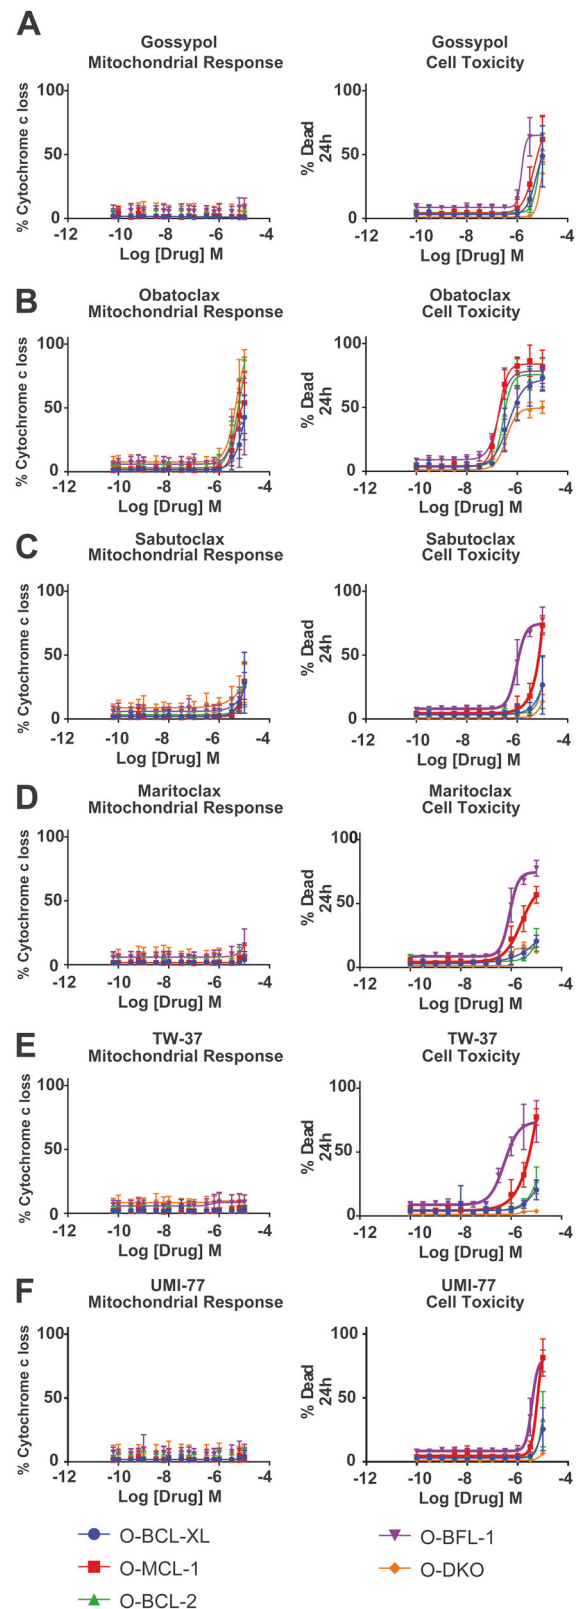 A
Gossypol
Mitochondrial Response
Gossypol
Cell Toxicity
% Cytochrome c loss
100
50
0
-12 -10 -8 -6 -4
Log [Drug] M
% Dead
24h
100
50
0
-12 -10 -8 -6 -4
Log [Drug] M
B
Obatoclax
Mitochondrial Response
Obatoclax
Cell Toxicity
% Cytochrome c loss
100
50
0
-12 -10 -8 -6 -4
Log [Drug] M
% Dead
24h
100
50
0
-12 -10 -8 -6 -4
Log [Drug] M
C
Sabutoclax
Mitochondrial Response
Sabutoclax
Cell Toxicity
% Cytochrome c loss
100
50
0
-12 -10 -8 -6 -4
Log [Drug] M
% Dead
24h
100
50
0
-12 -10 -8 -6 -4
Log [Drug] M
D
Maritoclax
Mitochondrial Response
Maritoclax
Cell Toxicity
% Cytochrome c loss
100
50
0
-12 -10 -8 -6 -4
Log [Drug] M
% Dead
24h
100
50
0
-12 -10 -8 -6 -4
Log [Drug] M
E
TW-37
Mitochondrial Response
TW-37
Cell Toxicity
% Cytochrome c loss
100
50
0
-12 -10 -8 -6 -4
Log [Drug] M
% Dead
24h
100
50
0
-12 -10 -8 -6 -4
Log [Drug] M
F
UMI-77
Mitochondrial Response
UMI-77
Cell Toxicity
% Cytochrome c loss
100
50
0
-12 -10 -8 -6 -4
Log [Drug] M
% Dead
24h
100
50
0
-12 -10 -8 -6 -4
Log [Drug] M
O-BCL-XL
O-MCL-1
O-BCL-2
O-BFL-1
O-DKO